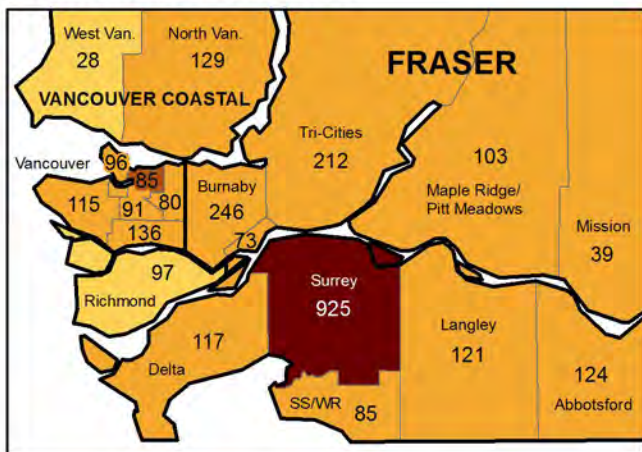 West Van.
28
North Van.
129
VANCOUVER COASTAL
FRASER
Tri-Cities
212
103
Maple Ridge/
Pitt Meadows
Mission
39
Vancouver
96
85
115
91
80
136
Burnaby
246
73
97
Richmond
Surrey
925
117
Delta
Langley
121
124
Abbotsford
SS/WR
85